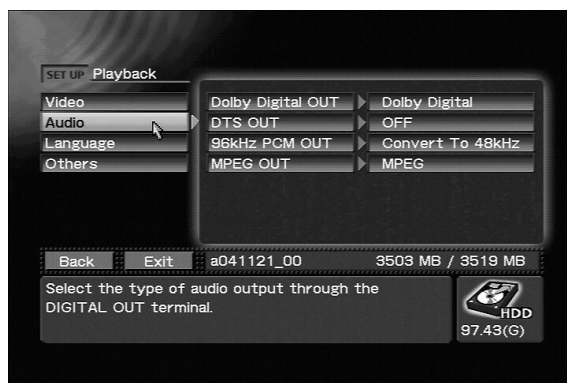 SET UP Playback
Video
Audio
Language
Others
Dolby Digital OUT Dolby Digital
DTS OUT OFF
96kHz PCM OUT Convert To 48kHz
MPEG OUT MPEG
Back Exit a041121_00 3503 MB / 3519 MB
Select the type of audio output through the
DIGITAL OUT terminal.
HDD
97.43(G)